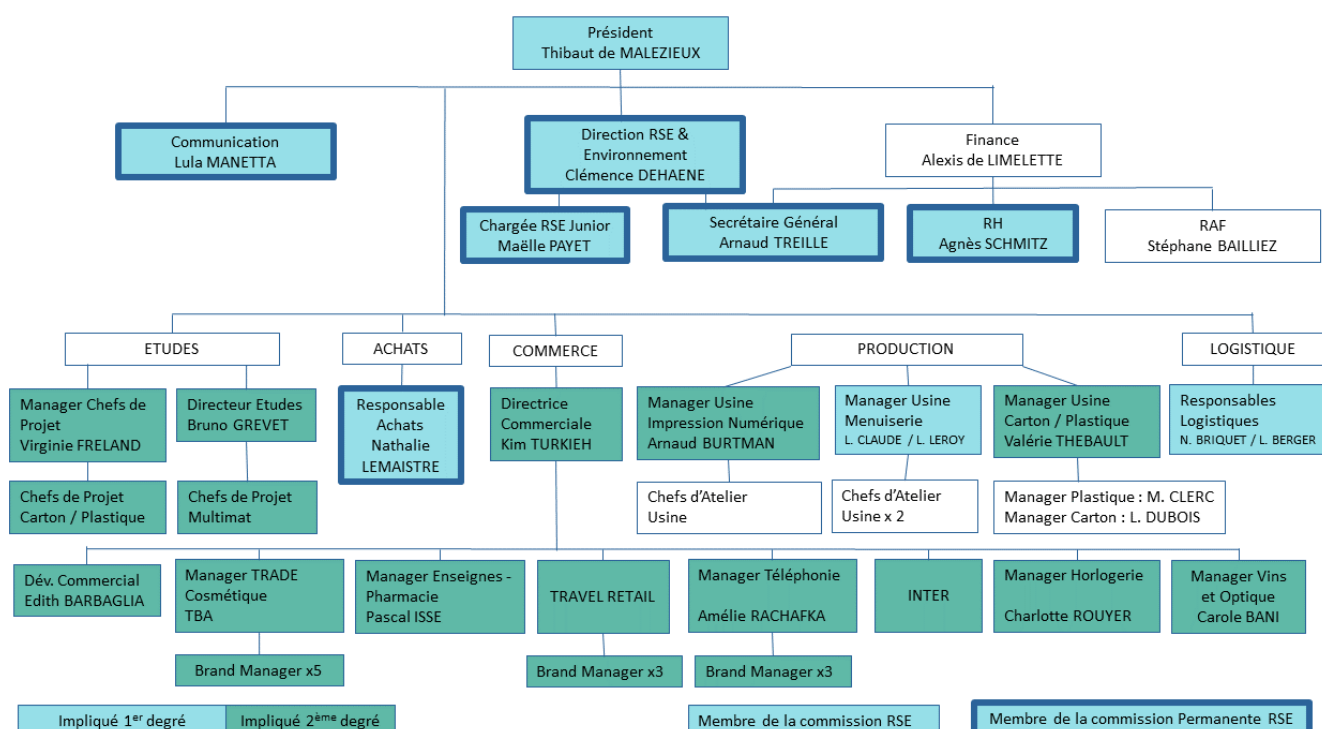 Président
Thibaut de MALEZIEUX
Communication
Lula MANETTA
Direction RSE &
Environnement
Clémence DEHAENE
Finance
Alexis de LIMELETTE
Chargée RSE Junior
Maëlle PAYET
Secrétaire Général
Arnaud TREILLE
RH
Agnès SCHMITZ
RAF
Stéphane BAILLIEZ
ETUDES
ACHATS
COMMERCE
PRODUCTION
LOGISTIQUE
Manager Chefs de
Projet
Virginie FRELAND
Directeur Etudes
Bruno GREVET
Responsable
Achats
Nathalie
LEMAISTRE
Directrice
Commerciale
Kim TURKIEH
Manager Usine
Impression Numérique
Arnaud BURTMAN
Manager Usine
Menuiserie
L. CLAUDE / L. LEROY
Manager Usine
Carton / Plastique
Valérie THEBAULT
Responsables
Logistiques
N. BRIQUET / L. BERGER
Chefs de Projet
Carton / Plastique
Chefs de Projet
Multimat
Chefs d'Atelier
Usine
Chefs d'Atelier
Usine x 2
Manager Plastique : M. CLERC
Manager Carton : L. DUBOIS
Dév. Commercial
Edith BARBAGLIA
Manager TRADE
Cosmétique
TBA
Manager Enseignes -
Pharmacie
Pascal ISSE
TRAVEL RETAIL
Manager Téléphonie
Amélie RACHAFKA
INTER
Manager Horlogerie
Charlotte ROUYER
Manager Vins
et Optique
Carole BANI
Brand Manager x5
Brand Manager x3
Brand Manager x3
Impliqué 1er degré
Impliqué 2ème degré
Membre de la commission RSE
Membre de la commission Permanente RSE